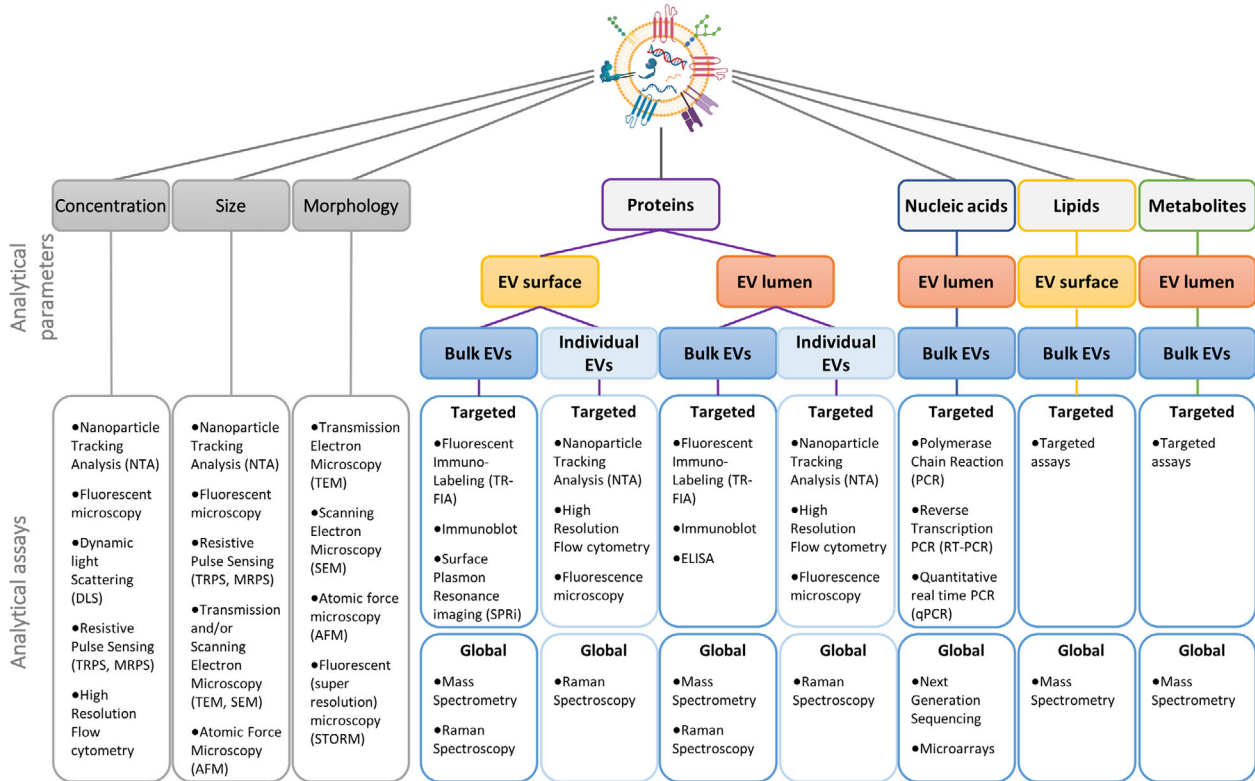 Concentration
Size
Morphology
Proteins
Nucleic acids
Lipids
Metabolites
Analytical
parameters
EV surface
EV lumen
EV lumen
EV surface
EV lumen
Bulk EVs
Individual
EVs
Bulk EVs
Individual
EVs
Bulk EVs
Bulk EVs
Bulk EVs
Analytical assays
●Nanoparticle
Tracking
Analysis (NTA)
●Fluorescent
microscopy
●Dynamic
light
Scattering
(DLS)
●Resistive
Pulse Sensing
(TRPS, MRPS)
●High
Resolution
Flow
cytometry
●Nanoparticle
Tracking
Analysis (NTA)
●Fluorescent
microscopy
●Resistive
Pulse Sensing
(TRPS, MRPS)
●Transmission
and/or
Scanning
Electron
Microscopy
(TEM, SEM)
●Atomic Force
Microscopy
(AFM)
●Transmission
Electron
Microscopy
(TEM)
●Scanning
Electron
Microscopy
(SEM)
●Atomic force
microscopy
(AFM)
●Fluorescent
(super
resolution)
microscopy
(STORM)
Targeted
●Fluorescent
Immuno-
Labeling (TR-
FIA)
●Immunoblot
●Surface
Plasmon
Resonance
imaging (SPRi)
Targeted
●Nanoparticle
Tracking
Analysis (NTA)
●High
Resolution
Flow cytometry
●Fluorescence
microscopy
Targeted
●Fluorescent
Immuno-
Labeling (TR-
FIA)
●Immunoblot
●ELISA
Targeted
●Nanoparticle
Tracking
Analysis (NTA)
●High
Resolution
Flow cytometry
●Fluorescence
microscopy
Targeted
●Polymerase
Chain Reaction
(PCR)
●Reverse
Transcription
PCR (RT-PCR)
●Quantitative
real time PCR
(qPCR)
Targeted
●Targeted
assays
Targeted
●Targeted
assays
Global
●Mass
Spectrometry
●Raman
Spectroscopy
Global
●Raman
Spectroscopy
Global
●Mass
Spectrometry
●Raman
Spectroscopy
Global
●Raman
Spectroscopy
Global
●Next
Generation
Sequencing
●Microarrays
Global
●Mass
Spectrometry
Global
●Mass
Spectrometry